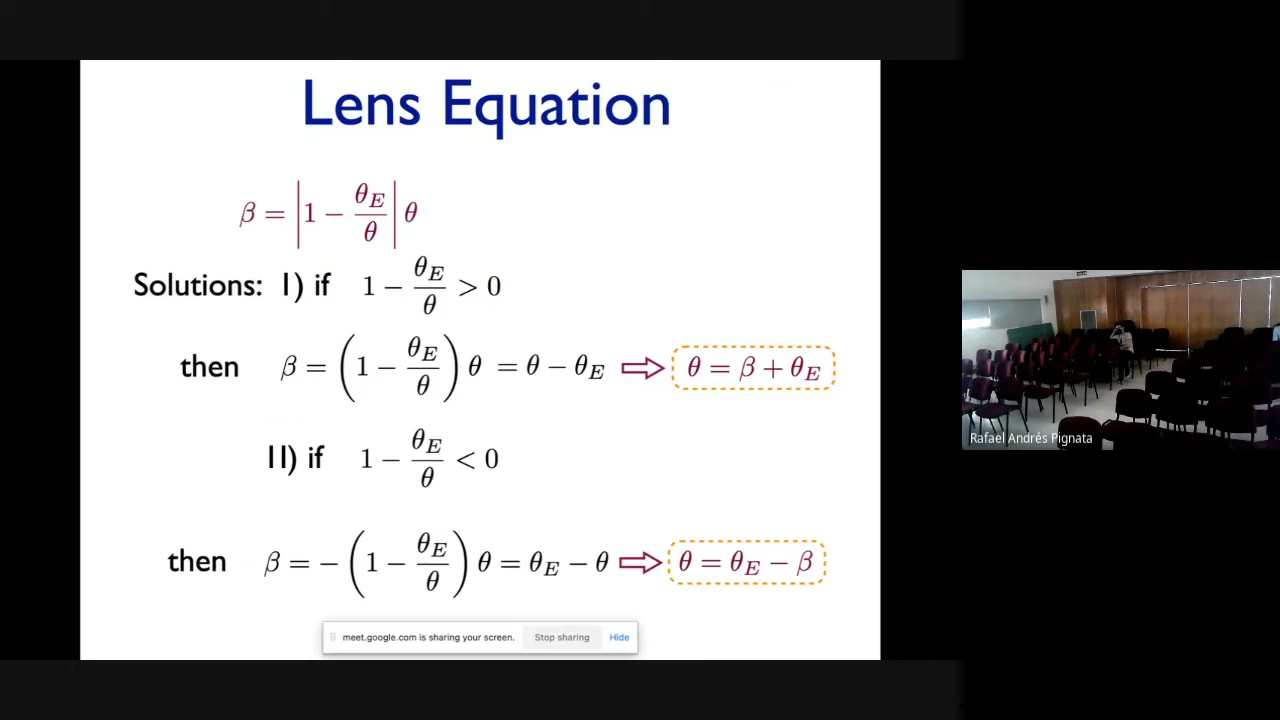 Lens Equation
β = |1 − θ_E/θ| θ
Solutions: I) if 1 − θ_E/θ > 0
then β = (1 − θ_E/θ) θ = θ − θ_E ⇒ θ = β + θ_E
II) if 1 − θ_E/θ < 0
then β = − (1 − θ_E/θ) θ = θ_E − θ ⇒ θ = θ_E − β
meet.google.com is sharing your screen. Stop sharing Hide
Rafael Andrés Pignata